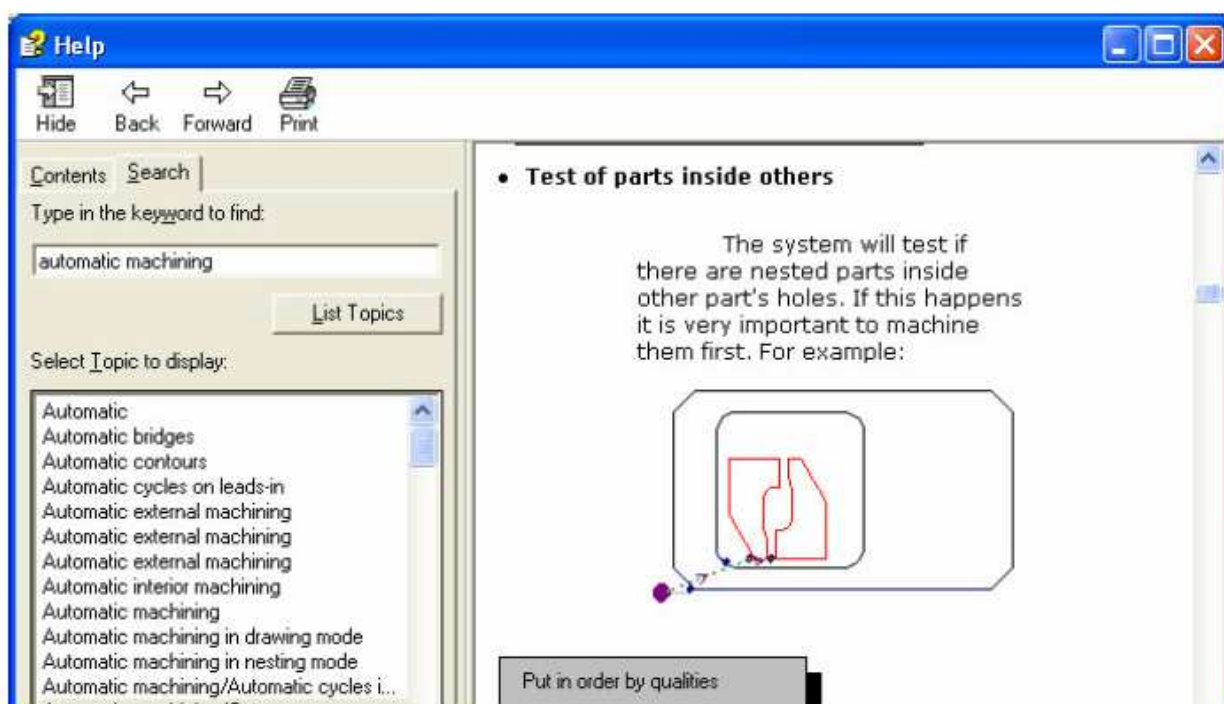 Help
Hide Back Forward Print
Contents Search
Type in the keyword to find:
automatic machining
List Topics
Select Topic to display:
Automatic
Automatic bridges
Automatic contours
Automatic cycles on leads-in
Automatic external machining
Automatic external machining
Automatic external machining
Automatic interior machining
Automatic machining
Automatic machining in drawing mode
Automatic machining in nesting mode
Automatic machining/Automatic cycles i...
• Test of parts inside others
The system will test if
there are nested parts inside
other part's holes. If this happens
it is very important to machine
them first. For example:
Put in order by qualities